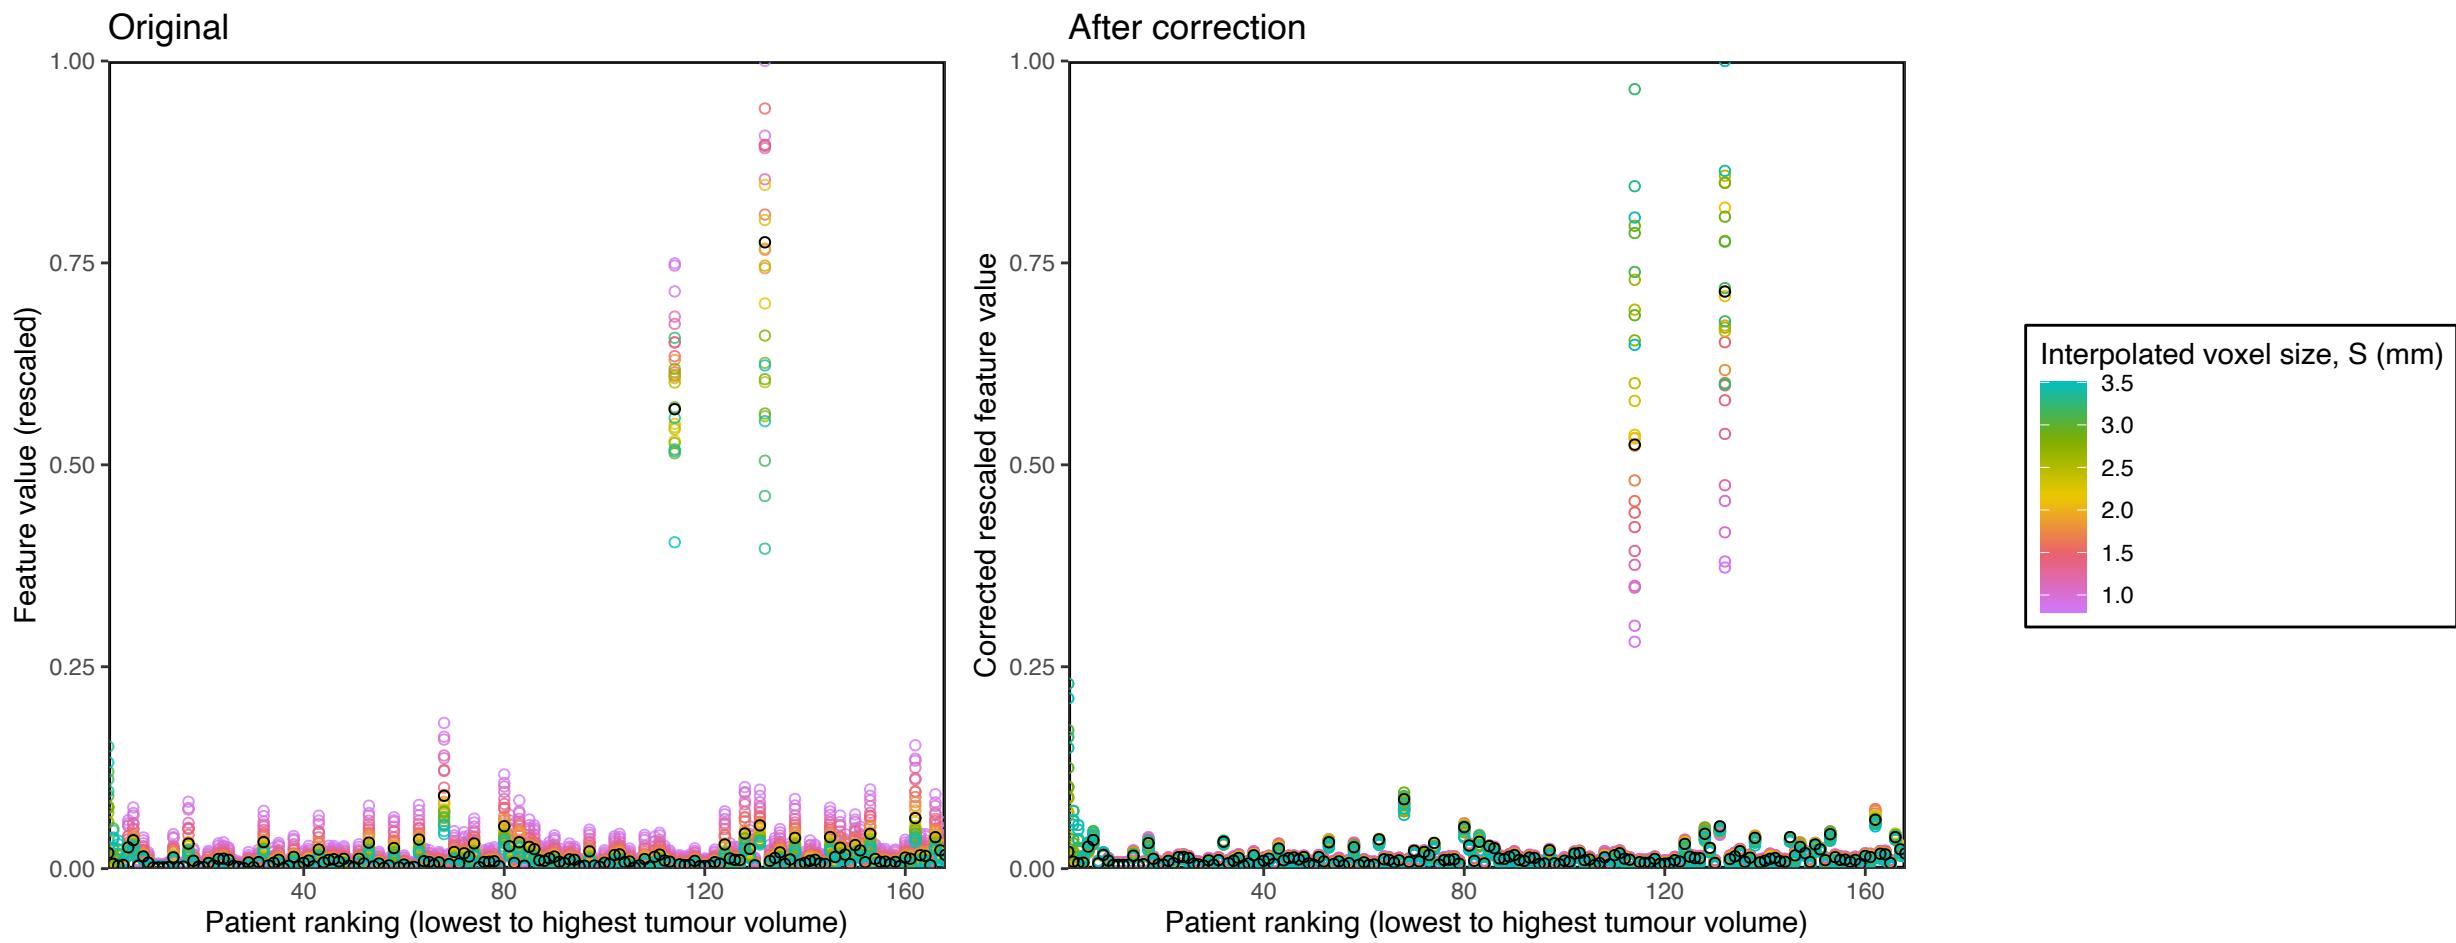 Original
1.00
0.75
0.50
0.25
0.00
40 80 120 160
Feature value (rescaled)
Patient ranking (lowest to highest tumour volume)
After correction
1.00
0.75
0.50
0.25
0.00
40 80 120 160
Corrected rescaled feature value
Patient ranking (lowest to highest tumour volume)
Interpolated voxel size, S (mm)
3.5
3.0
2.5
2.0
1.5
1.0